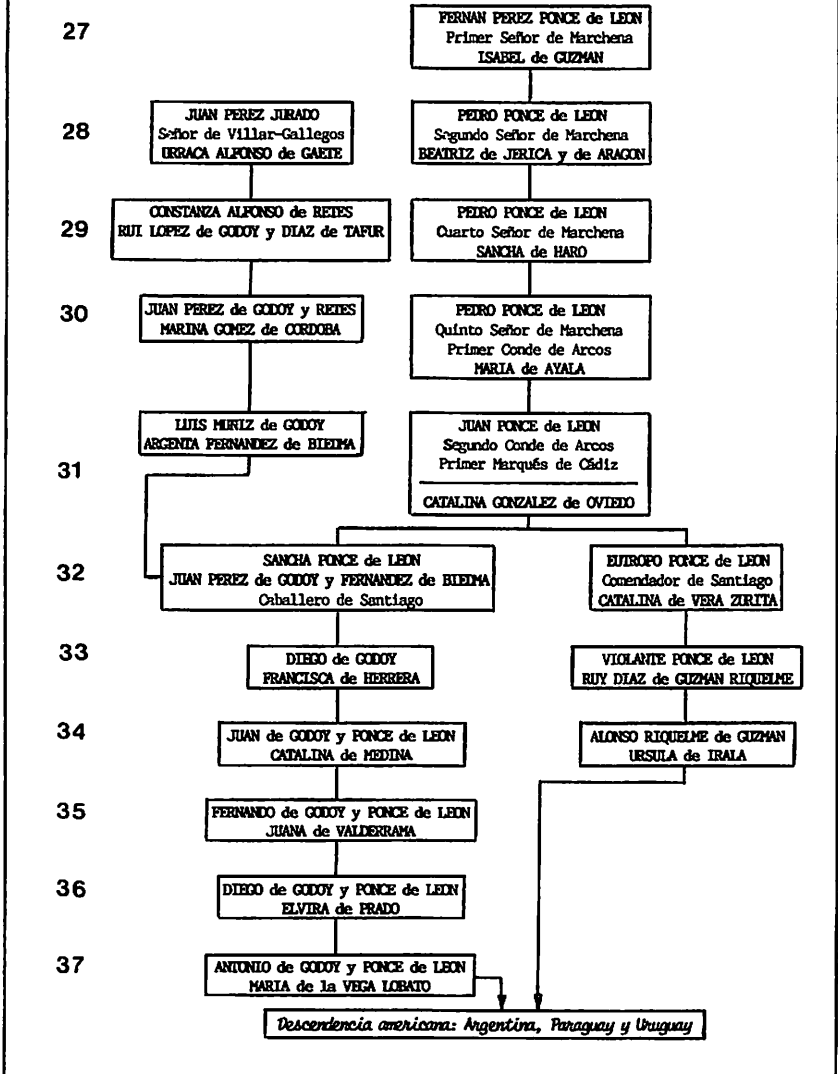 27
FERNAN PEREZ PONCE de LEON
Primer Señor de Marchena
ISABEL de GUZMAN
28
JUAN PEREZ JURADO
Señor de Villar-Gallegos
URRACA ALFONSO de GAETE
PEDRO PONCE de LEON
Segundo Señor de Marchena
BEATRIZ de JERICA y de ARAGON
29
CONSTANZA ALFONSO de RETES
RUI LOPEZ de GODOY y DIAZ de TAFUR
PEDRO PONCE de LEON
Cuarto Señor de Marchena
SANCHA de HARO
30
JUAN PEREZ de GODOY y RETES
MARINA GOMEZ de CORDOBA
PEDRO PONCE de LEON
Quinto Señor de Marchena
Primer Conde de Arcos
MARIA de AYALA
31
LUIS MUÑIZ de GODOY
ARGENTA FERNANDEZ de BIEDMA
JUAN PONCE de LEON
Segundo Conde de Arcos
Primer Marqués de Cádiz
CATALINA GONZALEZ de OVIEDO
32
SANCHA PONCE de LEON
JUAN PEREZ de GODOY y FERNANDEZ de BIEDMA
Caballero de Santiago
EUTROPO PONCE de LEON
Comendador de Santiago
CATALINA de VERA ZURITA
33
DIEGO de GODOY
FRANCISCA de HERRERA
VIOLANTE PONCE de LEON
RUY DIAZ de GUZMAN RIQUELME
34
JUAN de GODOY y PONCE de LEON
CATALINA de MEDINA
ALONSO RIQUELME de GUZMAN
URSULA de IRALA
35
FERNANDO de GODOY y PONCE de LEON
JUANA de VALDERRAMA
36
DIEGO de GODOY y PONCE de LEON
ELVIRA de PRADO
37
ANTONIO de GODOY y PONCE de LEON
MARIA de la VEGA LOBATO
Descendencia americana: Argentina, Paraguay y Uruguay